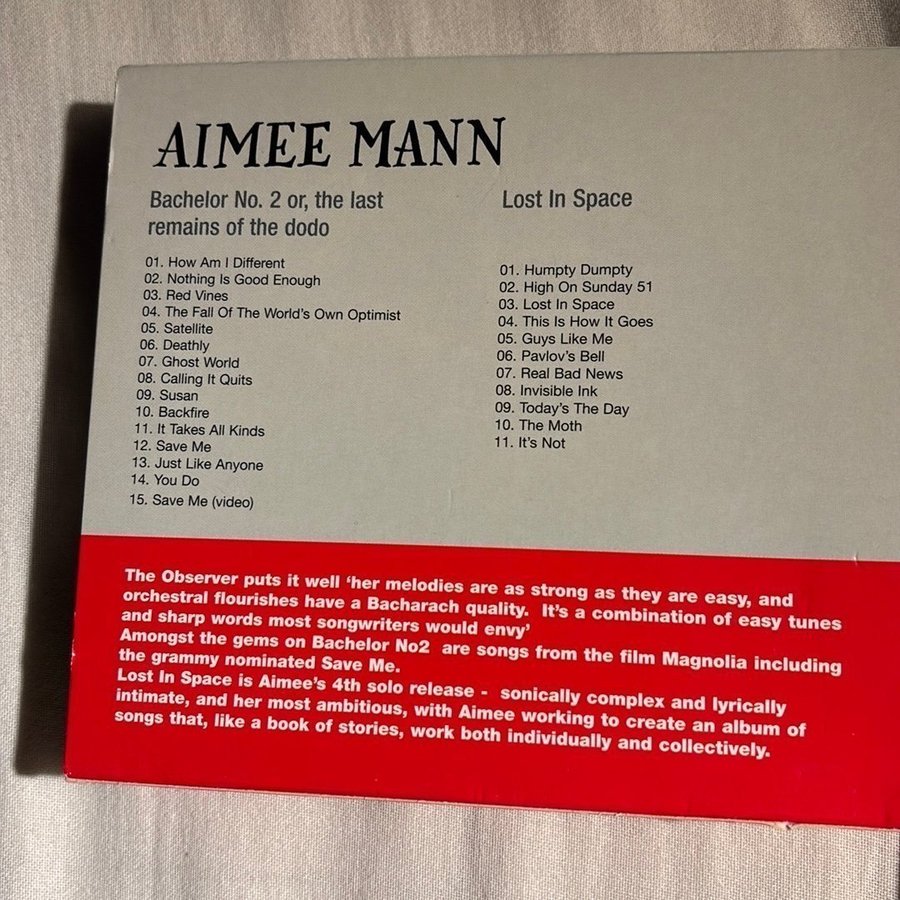 AIMEE MANN
Bachelor No. 2 or, the last
remains of the dodo
01. How Am I Different
02. Nothing Is Good Enough
03. Red Vines
04. The Fall Of The World's Own Optimist
05. Satellite
06. Deathly
07. Ghost World
08. Calling It Quits
09. Susan
10. Backfire
11. It Takes All Kinds
12. Save Me
13. Just Like Anyone
14. You Do
15. Save Me (video)
Lost In Space
01. Humpty Dumpty
02. High On Sunday 51
03. Lost In Space
04. This Is How It Goes
05. Guys Like Me
06. Pavlov's Bell
07. Real Bad News
08. Invisible Ink
09. Today's The Day
10. The Moth
11. It's Not
The Observer puts it well 'her melodies are as strong as they are easy, and
orchestral flourishes have a Bacharach quality. It's a combination of easy tunes
and sharp words most songwriters would envy'
Amongst the gems on Bachelor No2 are songs from the film Magnolia including
the grammy nominated Save Me.
Lost In Space is Aimee's 4th solo release - sonically complex and lyrically
intimate, and her most ambitious, with Aimee working to create an album of
songs that, like a book of stories, work both individually and collectively.